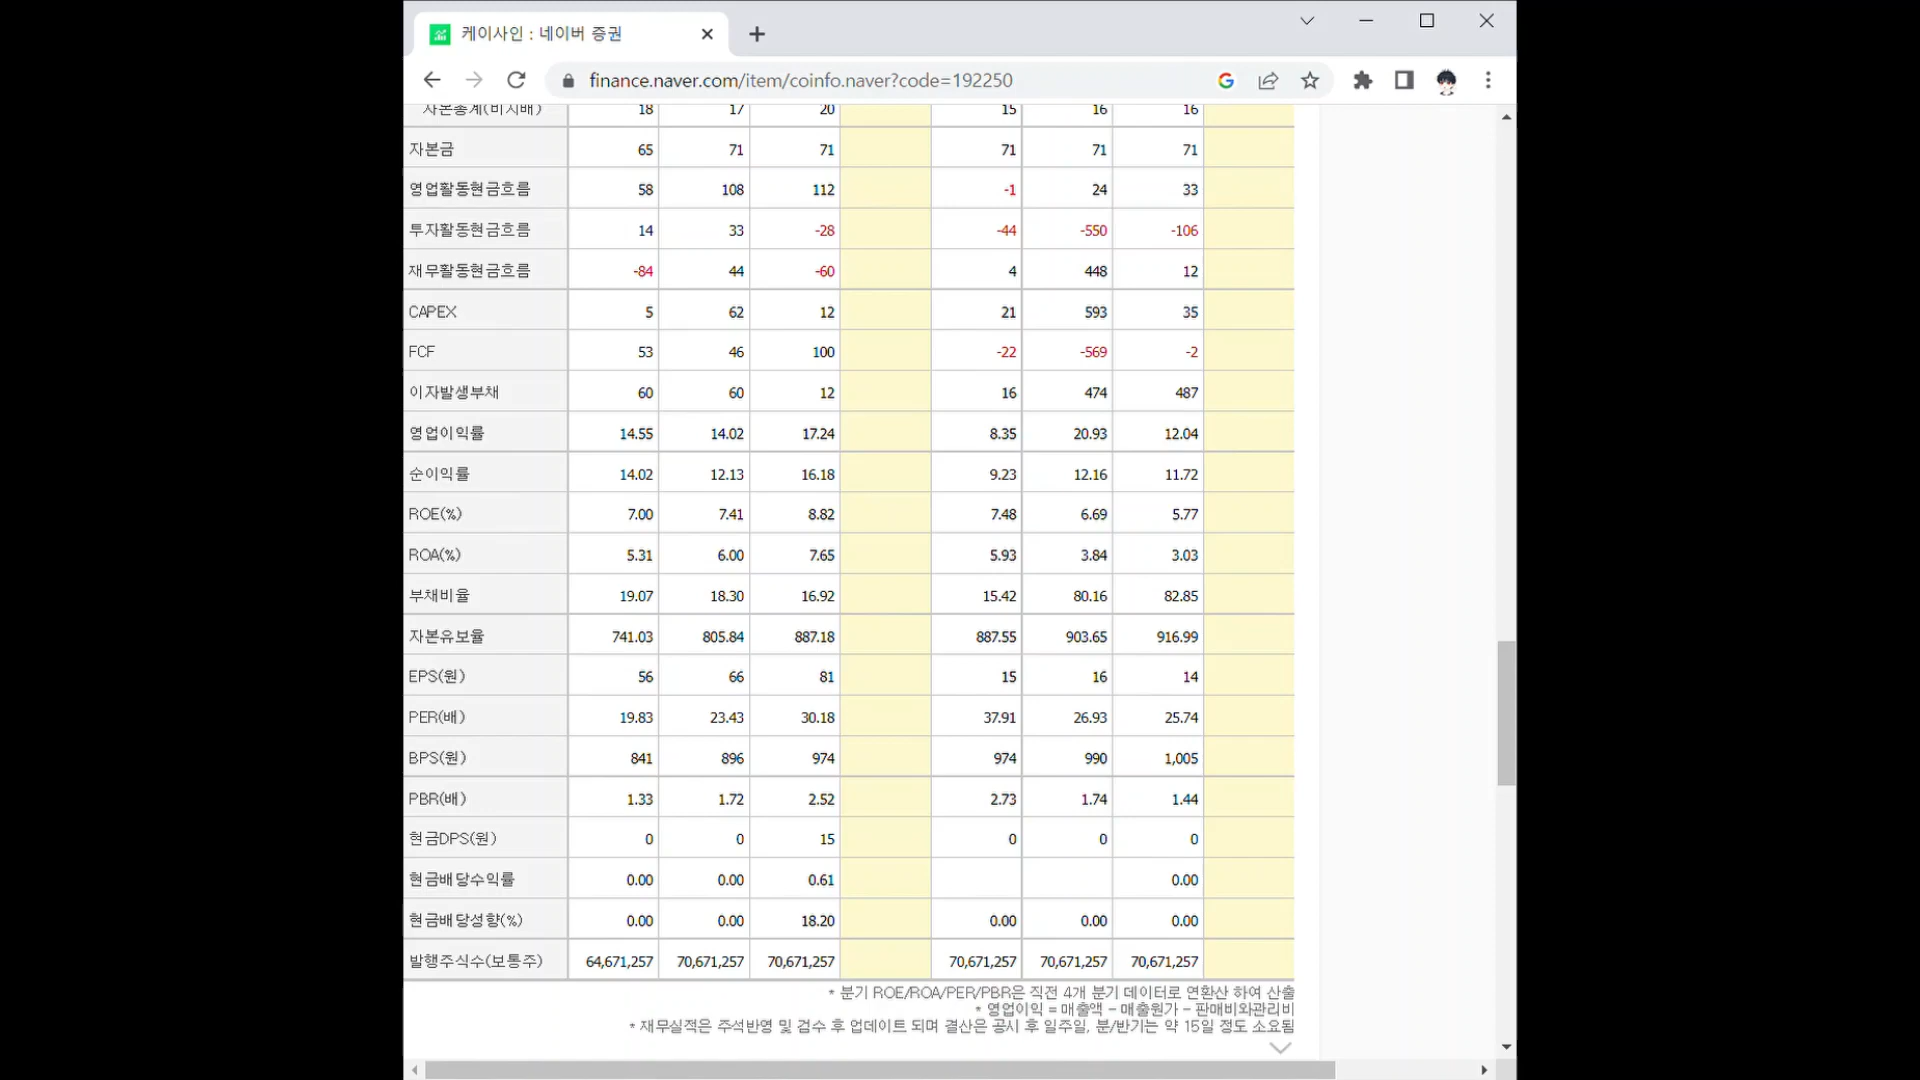 케이사인 : 네이버 증권
finance.naver.com/item/coinfo.naver?code=192250
자본총계(비지배) 18 17 20 15 16 16
자본금 65 71 71 71 71 71
영업활동현금흐름 58 108 112 -1 24 33
투자활동현금흐름 14 33 -28 -44 -550 -106
재무활동현금흐름 -84 44 -60 4 448 12
CAPEX 5 62 12 21 593 35
FCF 53 46 100 -22 -569 -2
이자발생부채 60 60 12 16 474 487
영업이익률 14.55 14.02 17.24 8.35 20.93 12.04
순이익률 14.02 12.13 16.18 9.23 12.16 11.72
ROE(%) 7.00 7.41 8.82 7.48 6.69 5.77
ROA(%) 5.31 6.00 7.65 5.93 3.84 3.03
부채비율 19.07 18.30 16.92 15.42 80.16 82.85
자본유보율 741.03 805.84 887.18 887.55 903.65 916.99
EPS(원) 56 66 81 15 16 14
PER(배) 19.83 23.43 30.18 37.91 26.93 25.74
BPS(원) 841 896 974 974 990 1,005
PBR(배) 1.33 1.72 2.52 2.73 1.74 1.44
현금DPS(원) 0 0 15 0 0 0
현금배당수익률 0.00 0.00 0.61 0.00
현금배당성향(%) 0.00 0.00 18.20 0.00 0.00 0.00
발행주식수(보통주) 64,671,257 70,671,257 70,671,257 70,671,257 70,671,257 70,671,257
* 분기 ROE/ROA/PER/PBR은 직전 4개 분기 데이터로 연환산 하여 산출
* 영업이익 = 매출액 - 매출원가 - 판매비와관리비
* 재무실적은 주석반영 및 검수 후 업데이트 되며 결산은 공시 후 일주일, 분/반기는 약 15일 정도 소요됨